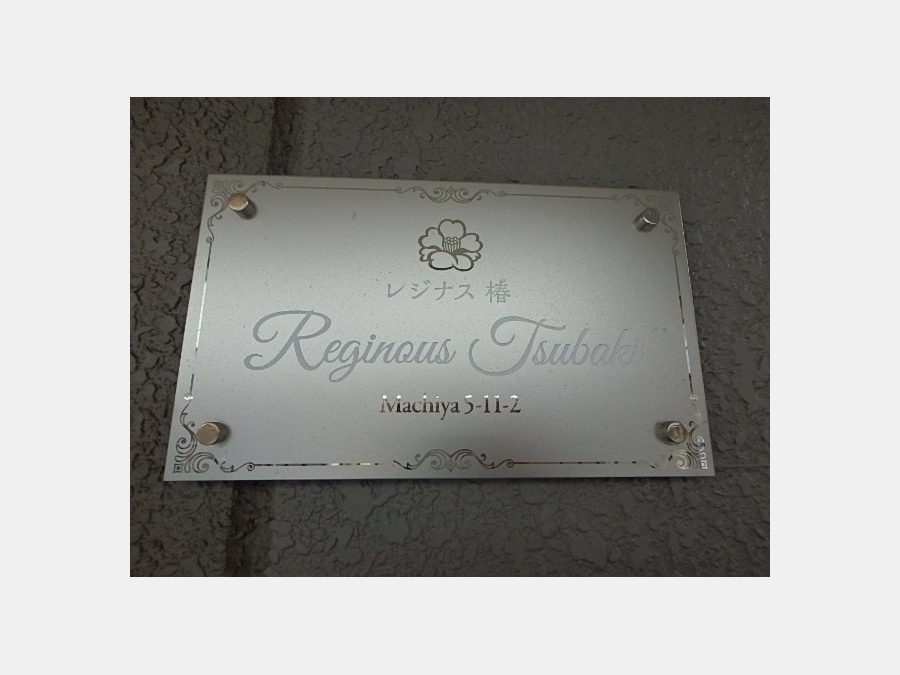 レジナス 椿
Reginous Tsubaki
Machiya 5-11-2